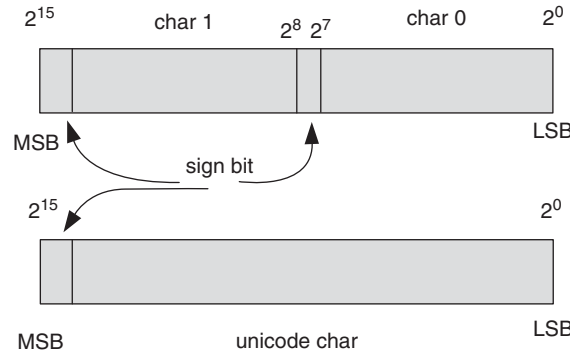 2^15 char 1 2^8 2^7 char 0 2^0
MSB LSB
sign bit
2^15 2^0
MSB unicode char LSB